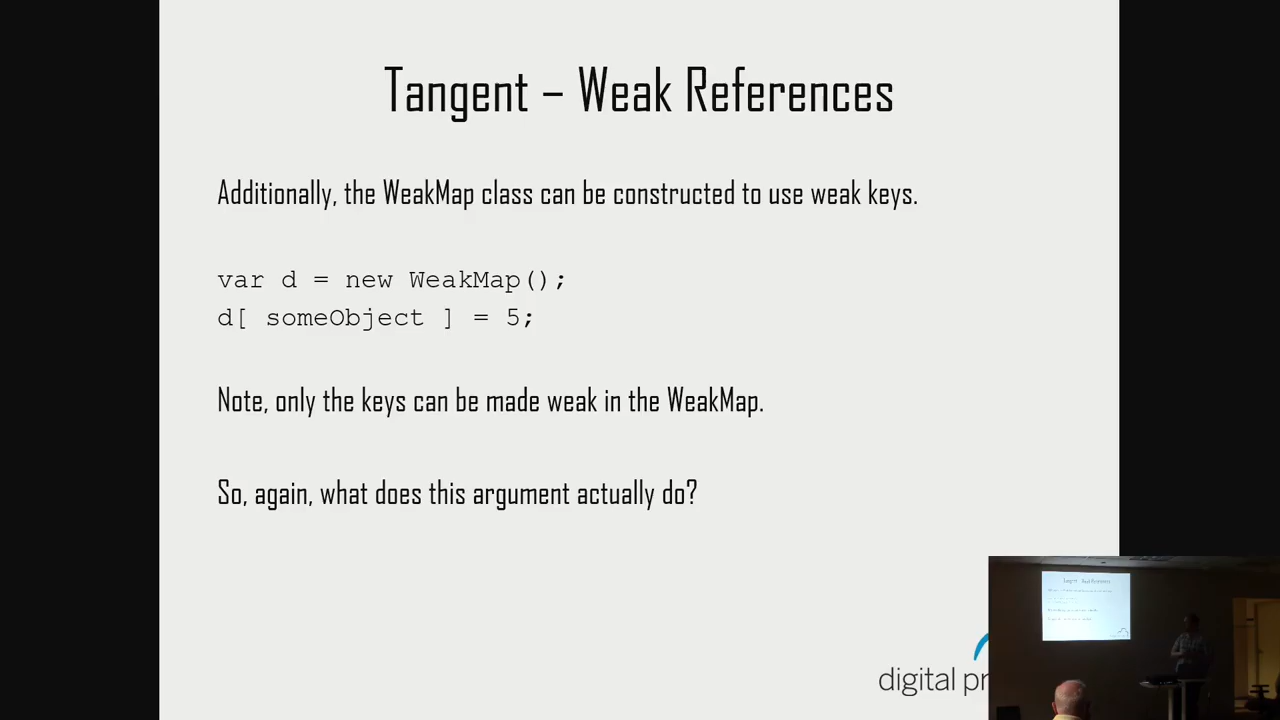 Tangent – Weak References
Additionally, the WeakMap class can be constructed to use weak keys.
var d = new WeakMap();
d[ someObject ] = 5;
Note, only the keys can be made weak in the WeakMap.
So, again, what does this argument actually do?
digital